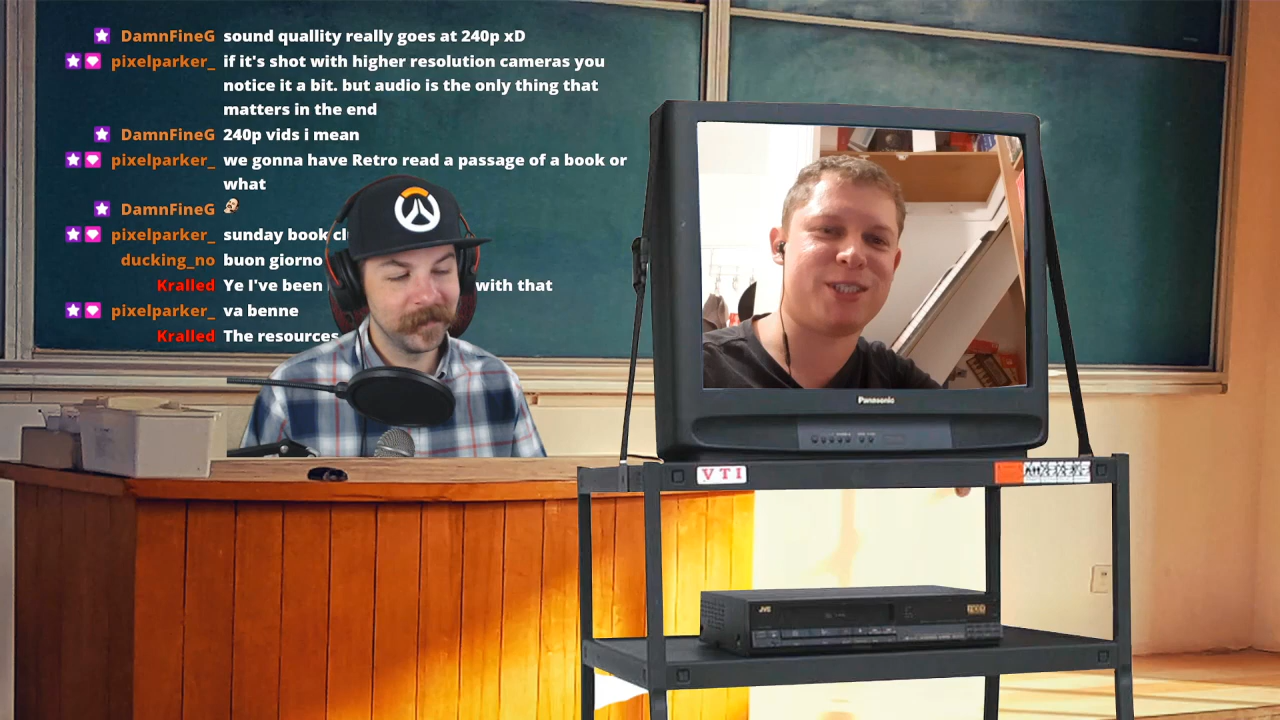 DamnFineG sound quallity really goes at 240p xD
pixelparker_ if it's shot with higher resolution cameras you
notice it a bit. but audio is the only thing that
matters in the end
DamnFineG 240p vids i mean
pixelparker_ we gonna have Retro read a passage of a book or
what
DamnFineG
pixelparker_ sunday book
ducking_no buon giorno
Kralled Ye I've been with that
pixelparker_ va benne
Kralled The resources
Panasonic
VTI
JVC